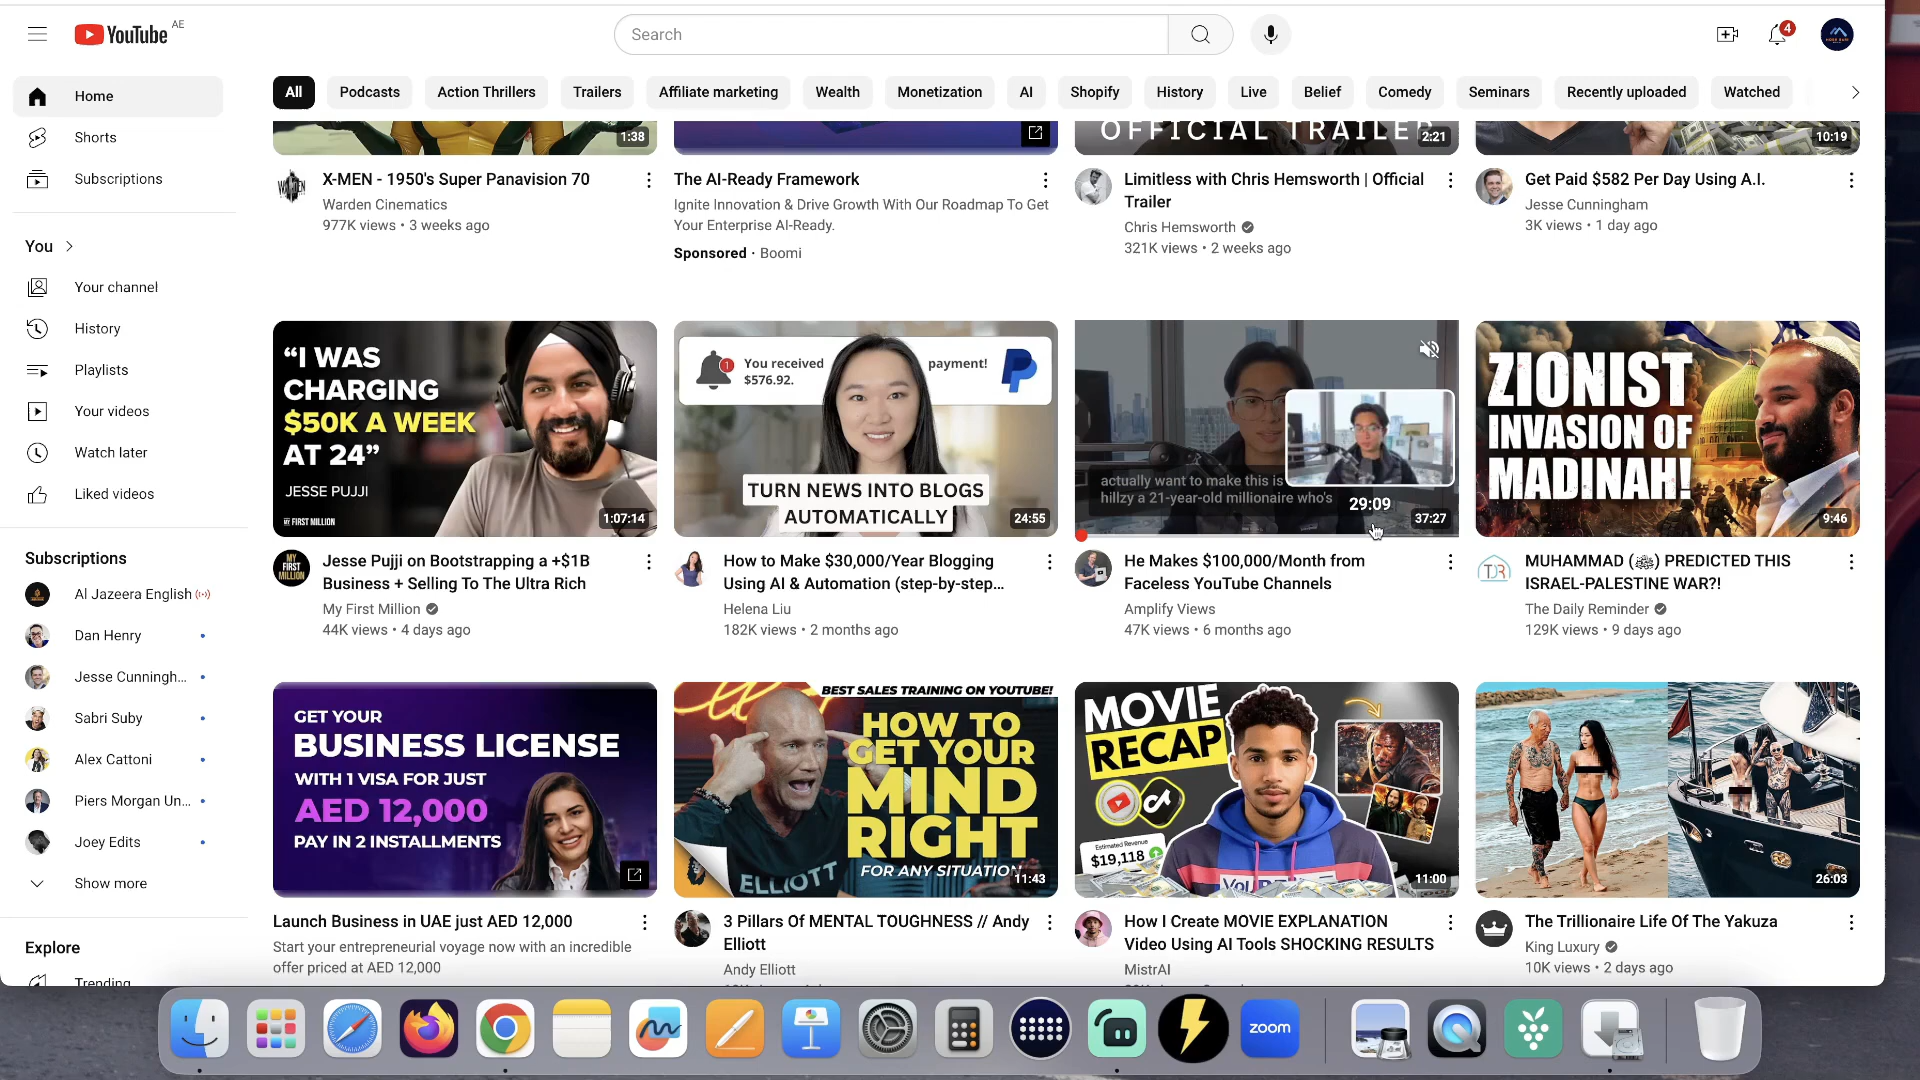 YouTube AE
Search
4
Home
Shorts
Subscriptions
You
Your channel
History
Playlists
Your videos
Watch later
Liked videos
Subscriptions
Al Jazeera English
Dan Henry
Jesse Cunningh...
Sabri Suby
Alex Cattoni
Piers Morgan Un...
Joey Edits
Show more
Explore
Trending
All
Podcasts
Action Thrillers
Trailers
Affiliate marketing
Wealth
Monetization
AI
Shopify
History
Live
Belief
Comedy
Seminars
Recently uploaded
Watched
1:38
X-MEN - 1950's Super Panavision 70
Warden Cinematics
977K views • 3 weeks ago
The AI-Ready Framework
Ignite Innovation & Drive Growth With Our Roadmap To Get
Your Enterprise AI-Ready.
Sponsored · Boomi
OFFICIAL TRAILER
2:21
Limitless with Chris Hemsworth | Official
Trailer
Chris Hemsworth
321K views • 2 weeks ago
10:19
Get Paid $582 Per Day Using A.I.
Jesse Cunningham
3K views • 1 day ago
“I WAS
CHARGING
$50K A WEEK
AT 24”
JESSE PUJJI
MY FIRST MILLION
1:07:14
MY
FIRST
MILLION
Jesse Pujji on Bootstrapping a +$1B
Business + Selling To The Ultra Rich
My First Million
44K views • 4 days ago
1
You received payment!
$576.92.
TURN NEWS INTO BLOGS
AUTOMATICALLY
24:55
How to Make $30,000/Year Blogging
Using AI & Automation (step-by-step...
Helena Liu
182K views • 2 months ago
actually want to make this is
hillzy a 21-year-old millionaire who's
29:09
37:27
He Makes $100,000/Month from
Faceless YouTube Channels
Amplify Views
47K views • 6 months ago
ZIONIST
INVASION OF
MADINAH!
9:46
TDR
MUHAMMAD (ﷺ) PREDICTED THIS
ISRAEL-PALESTINE WAR?!
The Daily Reminder
129K views • 9 days ago
GET YOUR
BUSINESS LICENSE
WITH 1 VISA FOR JUST
AED 12,000
PAY IN 2 INSTALLMENTS
Launch Business in UAE just AED 12,000
Start your entrepreneurial voyage now with an incredible
offer priced at AED 12,000
BEST SALES TRAINING ON YOUTUBE!
HOW TO
GET YOUR
MIND
RIGHT
FOR ANY SITUATION
ELLIOTT
11:43
3 Pillars Of MENTAL TOUGHNESS // Andy
Elliott
Andy Elliott
MOVIE
RECAP
Estimated Revenue
$19,118
11:00
How I Create MOVIE EXPLANATION
Video Using AI Tools SHOCKING RESULTS
MistrAI
26:03
The Trillionaire Life Of The Yakuza
King Luxury
10K views • 2 days ago
zoom